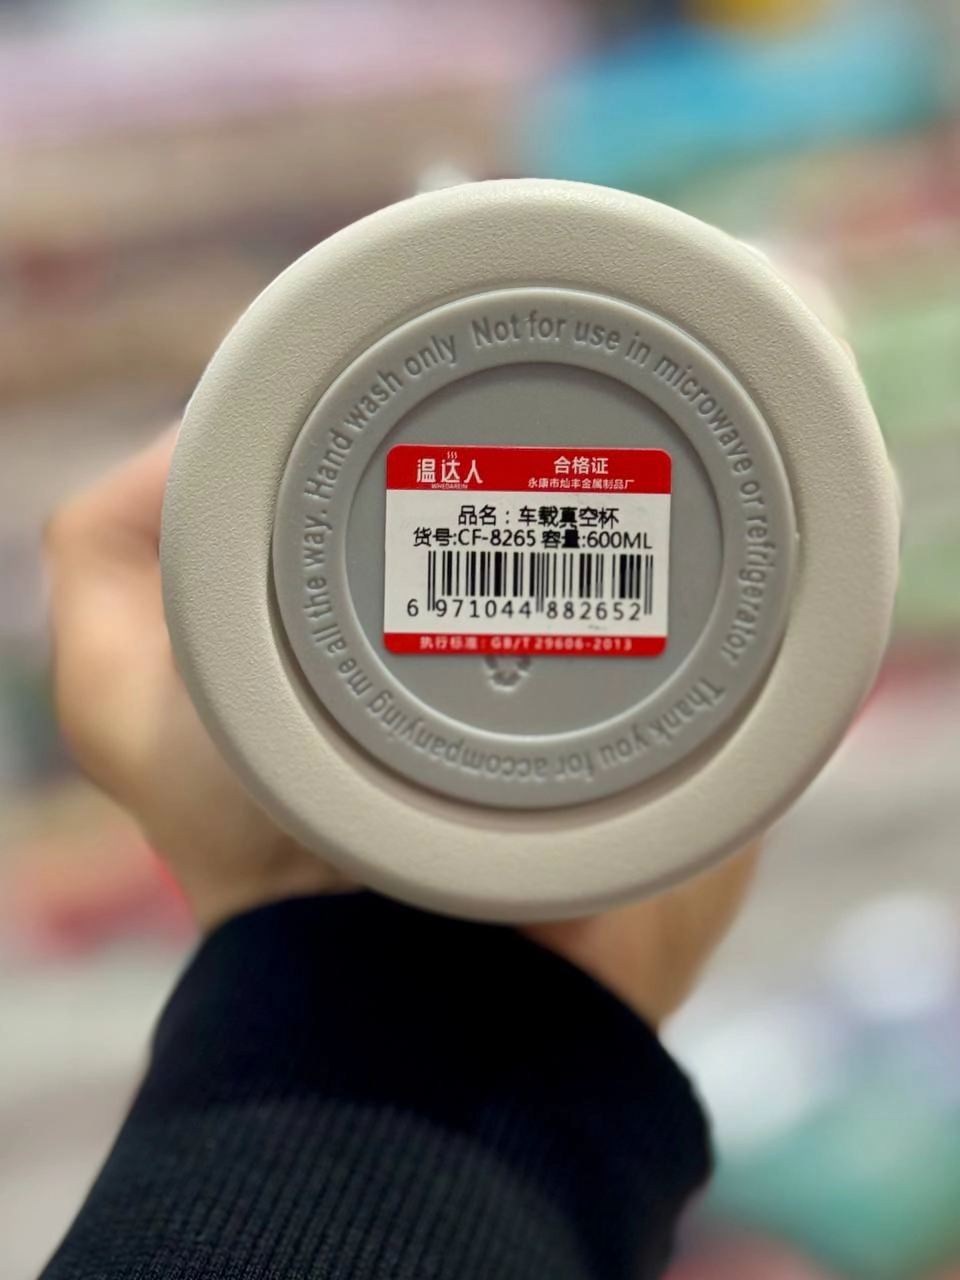 Not for use in microwave or refrigerator
Thank you for accompanying me all the way. Hand wash only
温达人
合格证
永康市灿丰金属制品厂
品名：车载真空杯
货号:CF-8265 容量:600ML
6 971044 882652
执行标准：GB/T 29606-2013